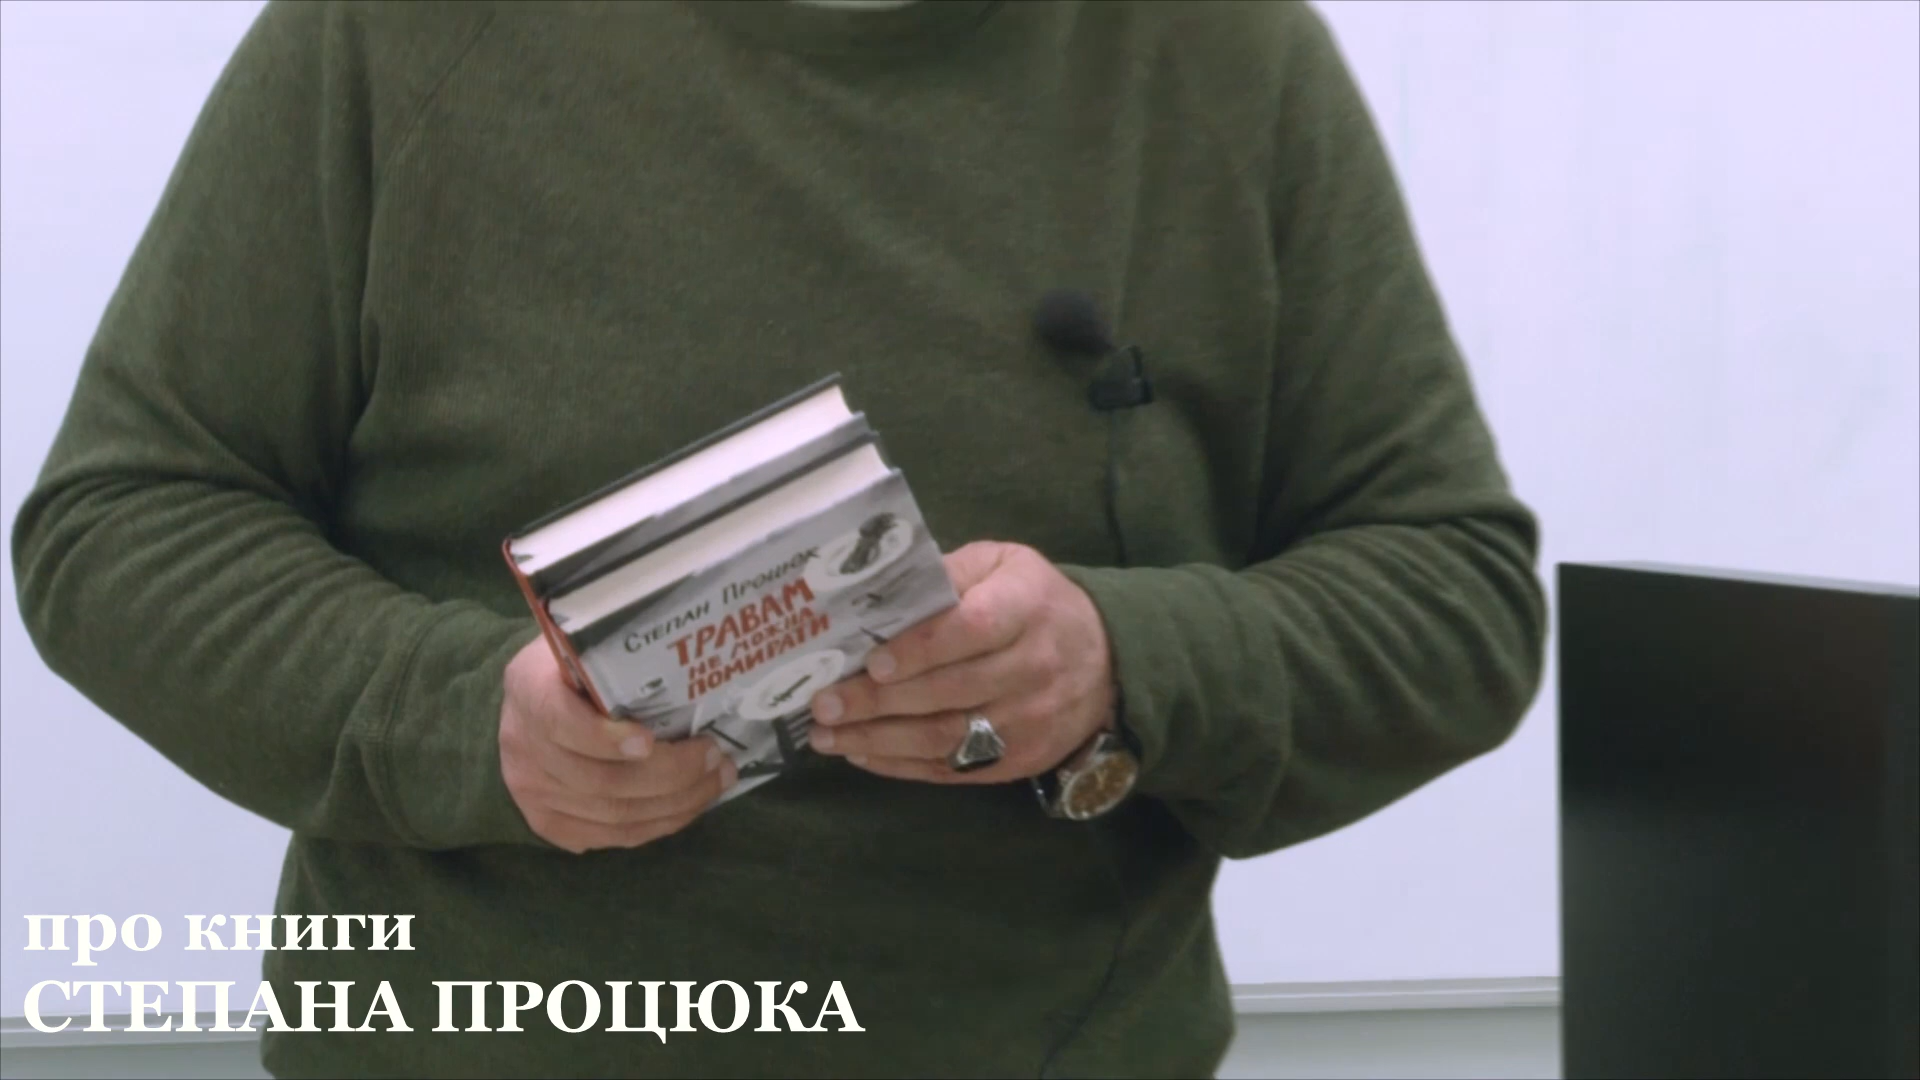 Степан Процюк
ТРАВАМ
НЕ МОЖНА
ПОМИРАТИ
про книги
СТЕПАНА ПРОЦЮКА